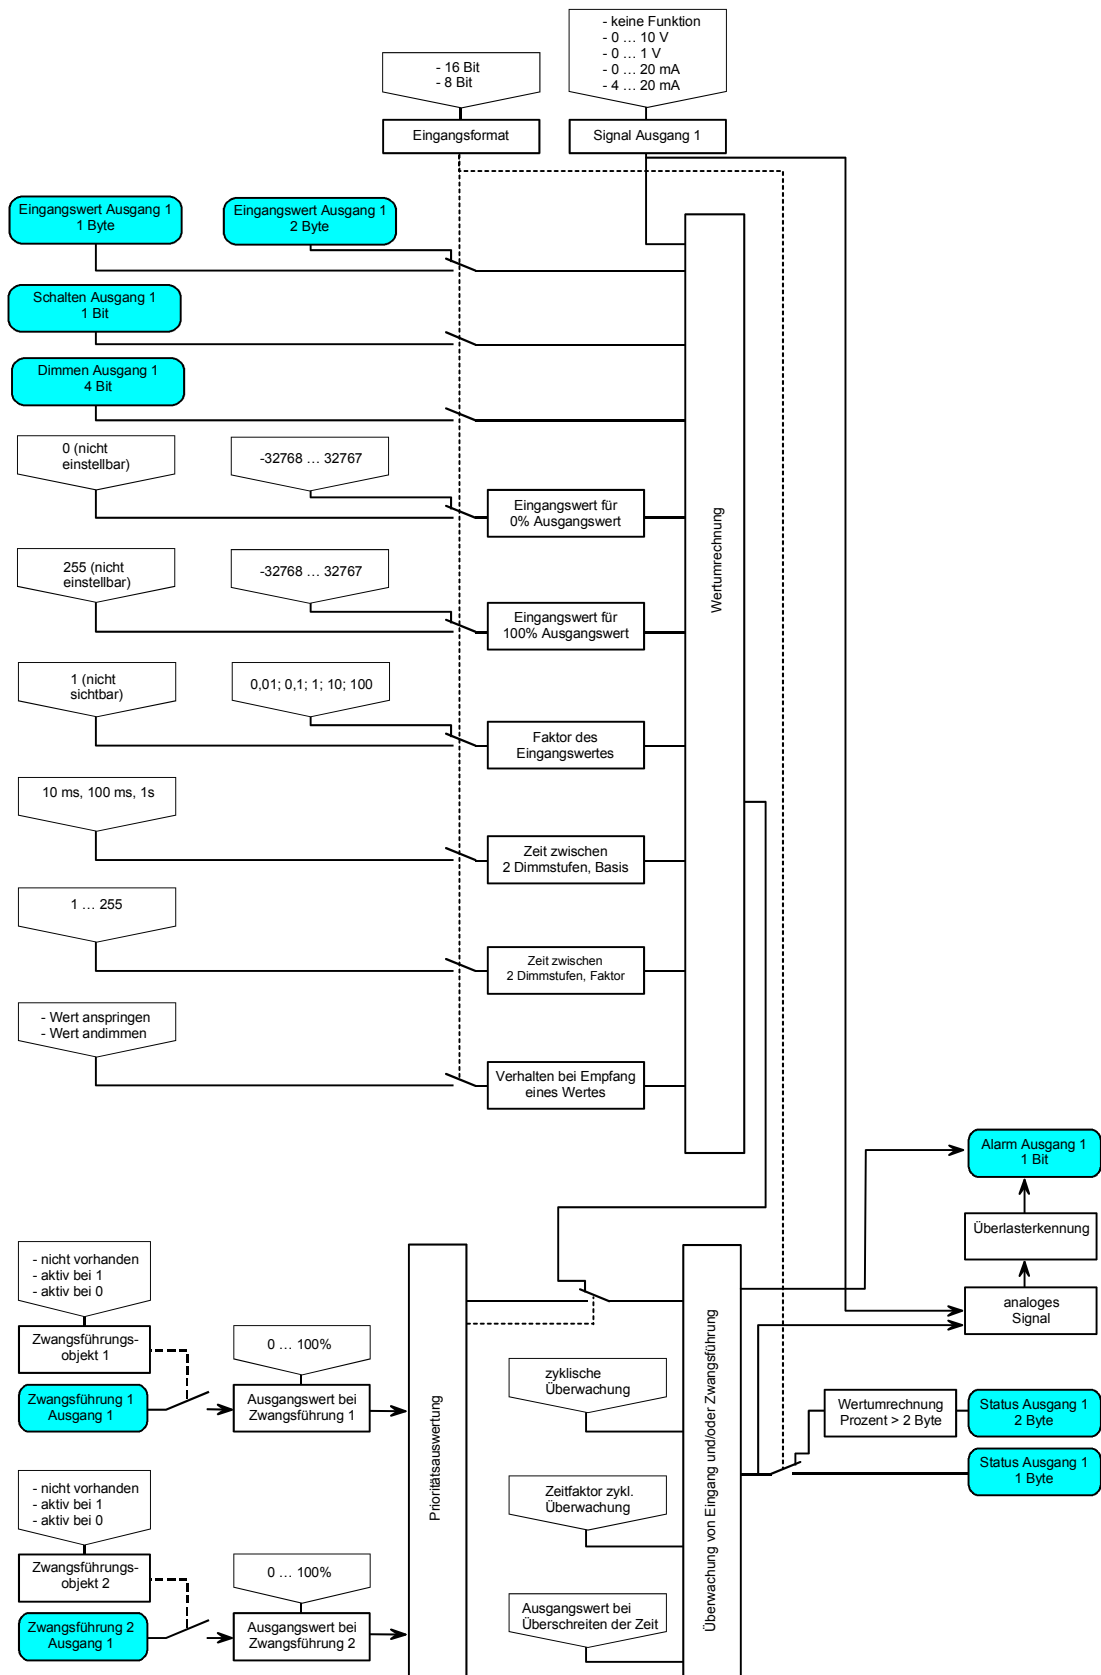 - keine Funktion
- 0 … 10 V
- 0 … 1 V
- 0 … 20 mA
- 4 … 20 mA
- 16 Bit
- 8 Bit
Eingangsformat
Signal Ausgang 1
Eingangswert Ausgang 1
1 Byte
Eingangswert Ausgang 1
2 Byte
Schalten Ausgang 1
1 Bit
Dimmen Ausgang 1
4 Bit
0 (nicht
einstellbar)
-32768 … 32767
Eingangswert für
0% Ausgangswert
255 (nicht
einstellbar)
-32768 … 32767
Eingangswert für
100% Ausgangswert
1 (nicht
sichtbar)
0,01; 0,1; 1; 10; 100
Faktor des
Eingangswertes
10 ms, 100 ms, 1s
Zeit zwischen
2 Dimmstufen, Basis
1 … 255
Zeit zwischen
2 Dimmstufen, Faktor
- Wert anspringen
- Wert andimmen
Verhalten bei Empfang
eines Wertes
Wertumrechnung
Alarm Ausgang 1
1 Bit
Überlasterkennung
analoges
Signal
- nicht vorhanden
- aktiv bei 1
- aktiv bei 0
Zwangsführungs-
objekt 1
Zwangsführung 1
Ausgang 1
0 … 100%
Ausgangswert bei
Zwangsführung 1
Prioritätsauswertung
zyklische
Überwachung
Zeitfaktor zykl.
Überwachung
Ausgangswert bei
Überschreiten der Zeit
Überwachung von Eingang und/oder Zwangsführung
Wertumrechnung
Prozent > 2 Byte
Status Ausgang 1
2 Byte
Status Ausgang 1
1 Byte
- nicht vorhanden
- aktiv bei 1
- aktiv bei 0
Zwangsführungs-
objekt 2
Zwangsführung 2
Ausgang 1
0 … 100%
Ausgangswert bei
Zwangsführung 2